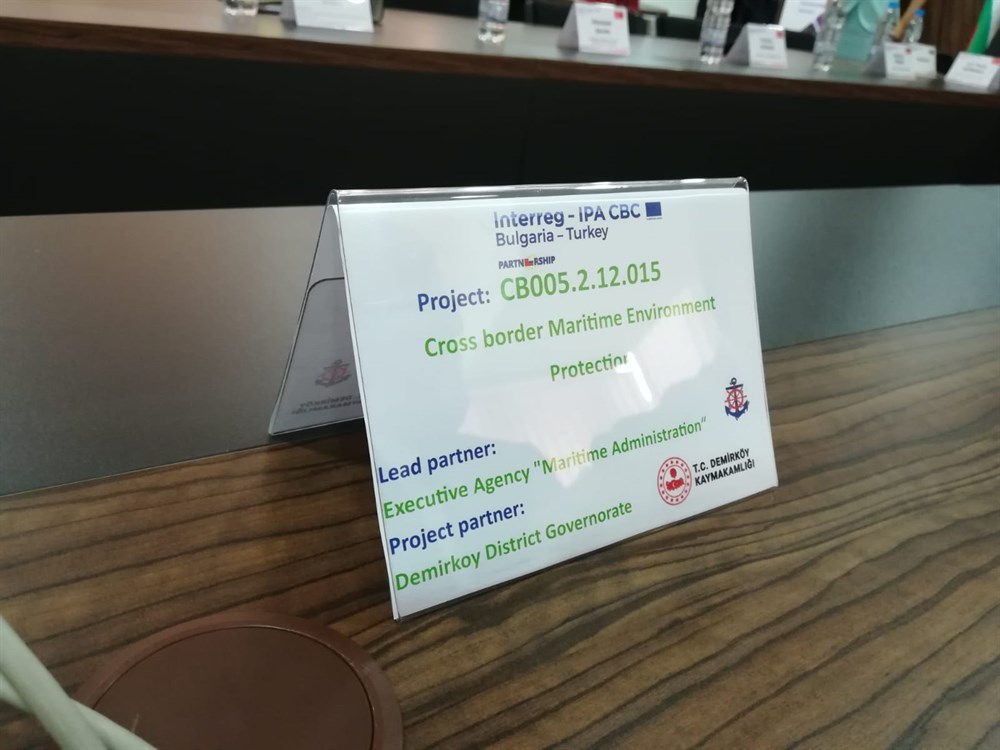 Interreg - IPA CBC
Bulgaria - Turkey
PARTNERSHIP
Project: CB005.2.12.015
Cross border Maritime Environment
Protection
Lead partner:
Executive Agency "Maritime Administration"
Project partner:
Demirkoy District Governorate
T.C. DEMİRKÖY
KAYMAKAMLIĞI